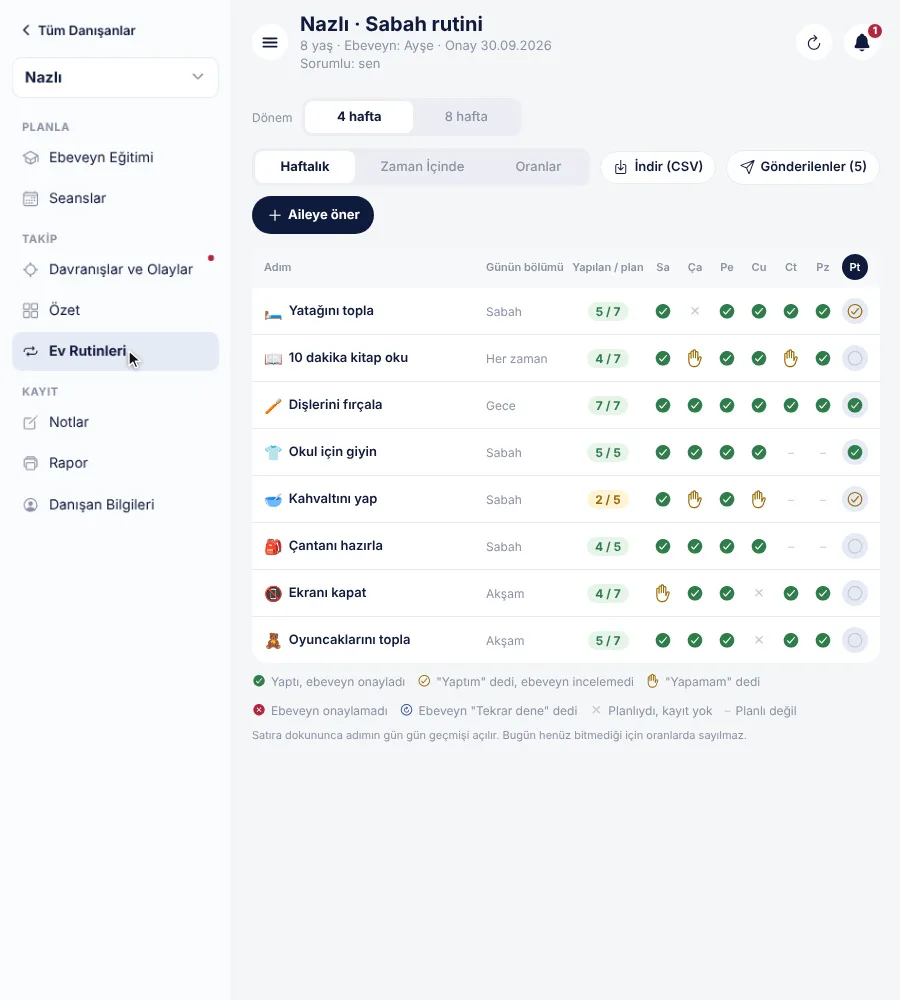 Tüm Danışanlar
Nazlı
PLANLA
Ebeveyn Eğitimi
Seanslar
TAKİP
Davranışlar ve Olaylar
Özet
Ev Rutinleri
KAYIT
Notlar
Rapor
Danışan Bilgileri
Nazlı · Sabah rutini
8 yaş · Ebeveyn: Ayşe · Onay 30.09.2026
Sorumlu: sen
1
Dönem 4 hafta 8 hafta
Haftalık Zaman İçinde Oranlar İndir (CSV) Gönderilenler (5)
+ Aileye öner
Adım Günün bölümü Yapılan / plan Sa Ça Pe Cu Ct Pz Pt
Yatağını topla Sabah 5 / 7
10 dakika kitap oku Her zaman 4 / 7
Dişlerini fırçala Gece 7 / 7
Okul için giyin Sabah 5 / 5 – –
Kahvaltını yap Sabah 2 / 5 – –
Çantanı hazırla Sabah 4 / 5 – –
Ekranı kapat Akşam 4 / 7
Oyuncaklarını topla Akşam 5 / 7
Yaptı, ebeveyn onayladı "Yaptım" dedi, ebeveyn incelemedi "Yapamam" dedi
Ebeveyn onaylamadı Ebeveyn "Tekrar dene" dedi Planlıydı, kayıt yok – Planlı değil
Satıra dokununca adımın gün gün geçmişi açılır. Bugün henüz bitmediği için oranlarda sayılmaz.